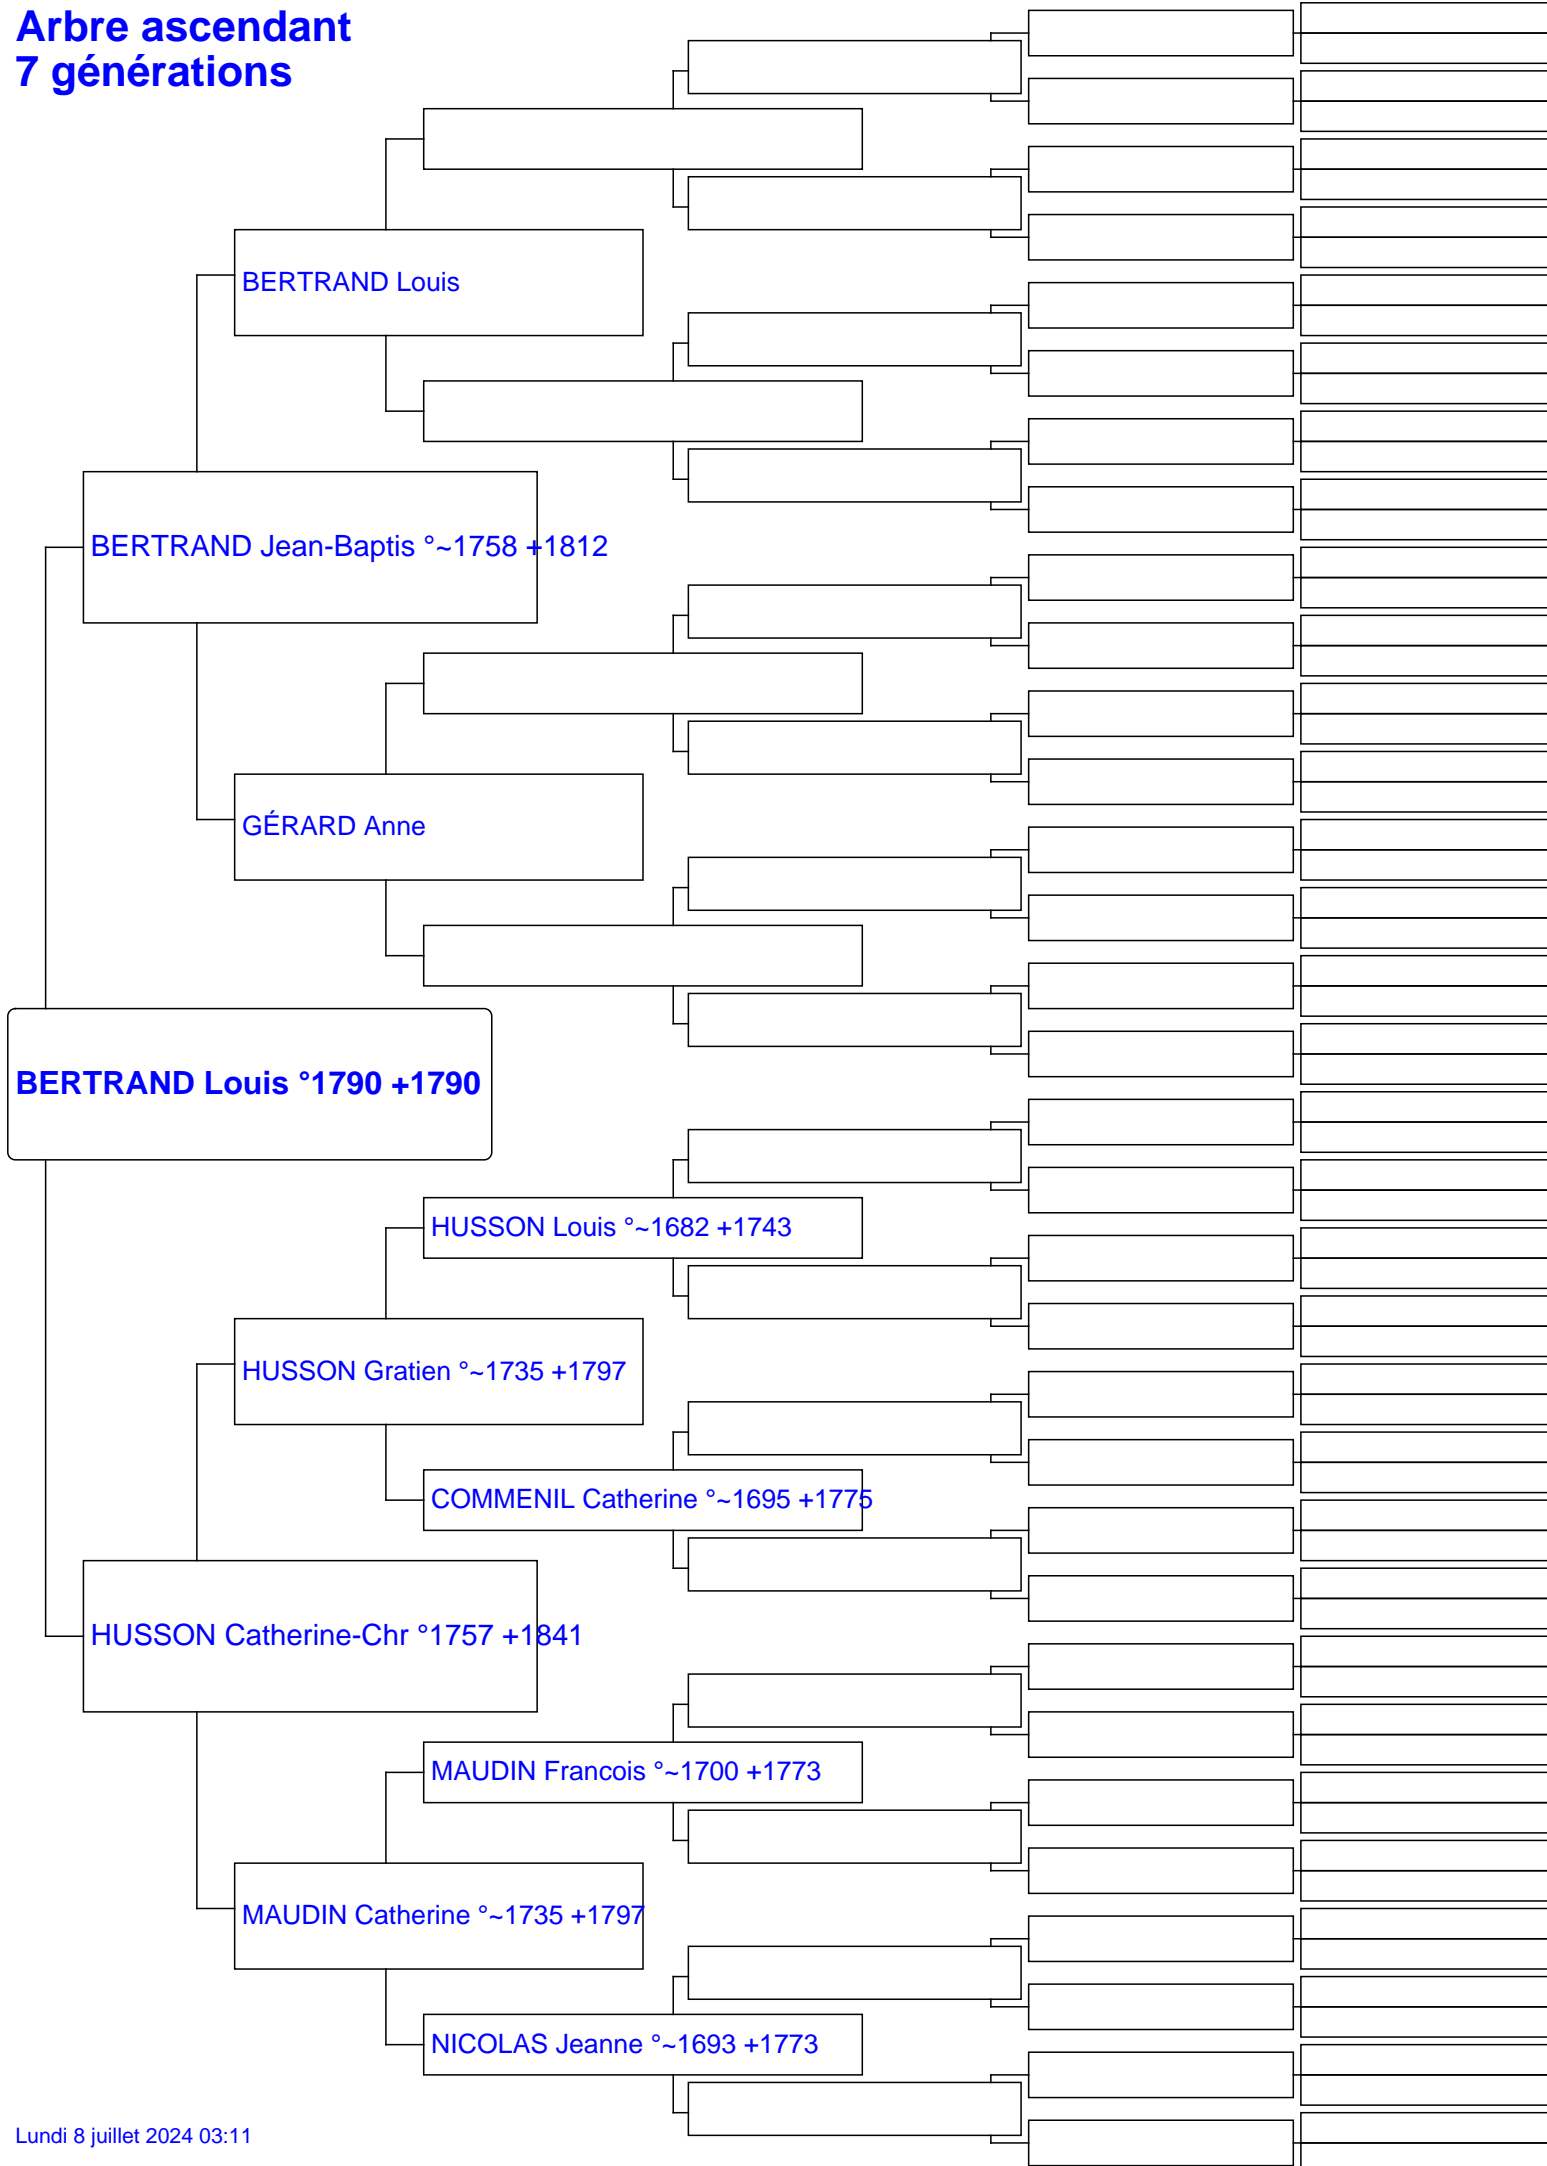 Arbre ascendant
7 générations
BERTRAND Louis
BERTRAND Jean-Baptis °~1758 +1812
GÉRARD Anne
BERTRAND Louis °1790 +1790
HUSSON Louis °~1682 +1743
HUSSON Gratien °~1735 +1797
COMMENIL Catherine °~1695 +1775
HUSSON Catherine-Chr °1757 +1841
MAUDIN Francois °~1700 +1773
MAUDIN Catherine °~1735 +1797
NICOLAS Jeanne °~1693 +1773
Lundi 8 juillet 2024 03:11